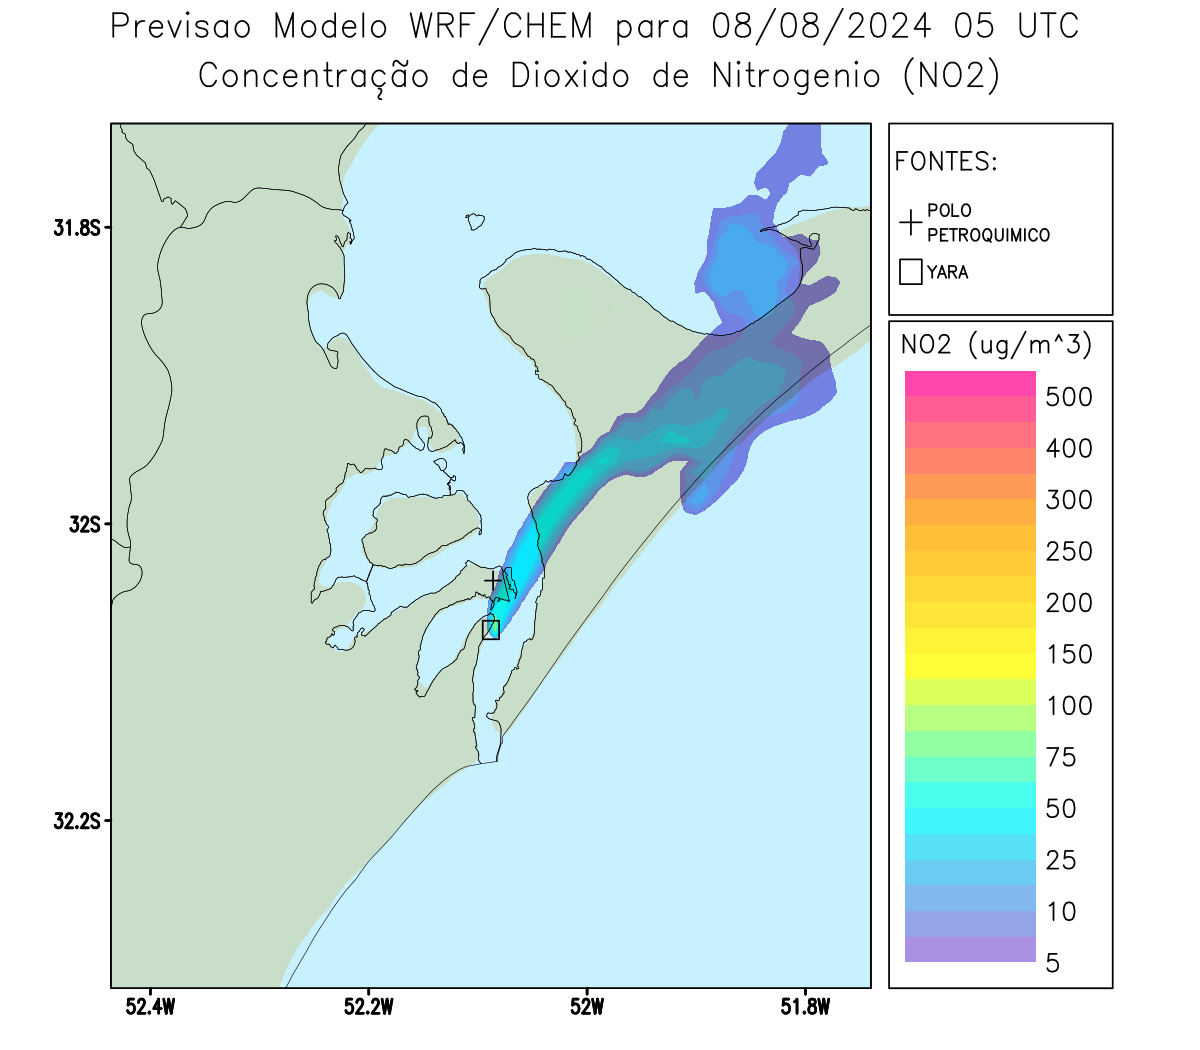 Previsao Modelo WRF/CHEM para 08/08/2024 05 UTC
Concentração de Dioxido de Nitrogenio (NO2)
FONTES:
POLO
PETROQUIMICO
YARA
NO2 (ug/m^3)
500
400
300
250
200
150
100
75
50
25
10
5
31.8S
32S
32.2S
52.4W
52.2W
52W
51.8W